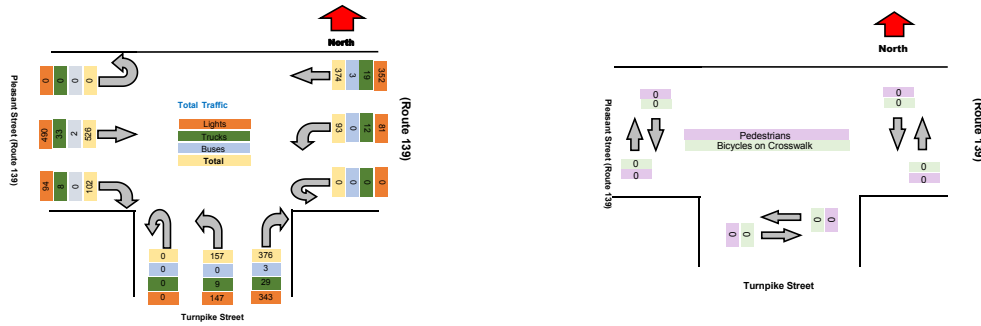 North
Pleasant Street (Route 139)
0 0 0 0
490 33 2 526
94 8 0 102
Total Traffic
Lights
Trucks
Buses
Total
374 3 19 352
93 0 12 81
0 0 0 0
(Route 139)
0 157 376
0 0 3
0 9 29
0 147 343
Turnpike Street
North
Pleasant Street (Route 139)
0
0
0
0
Pedestrians
Bicycles on Crosswalk
0
0
0
0
(Route 139)
0 0
0 0
Turnpike Street